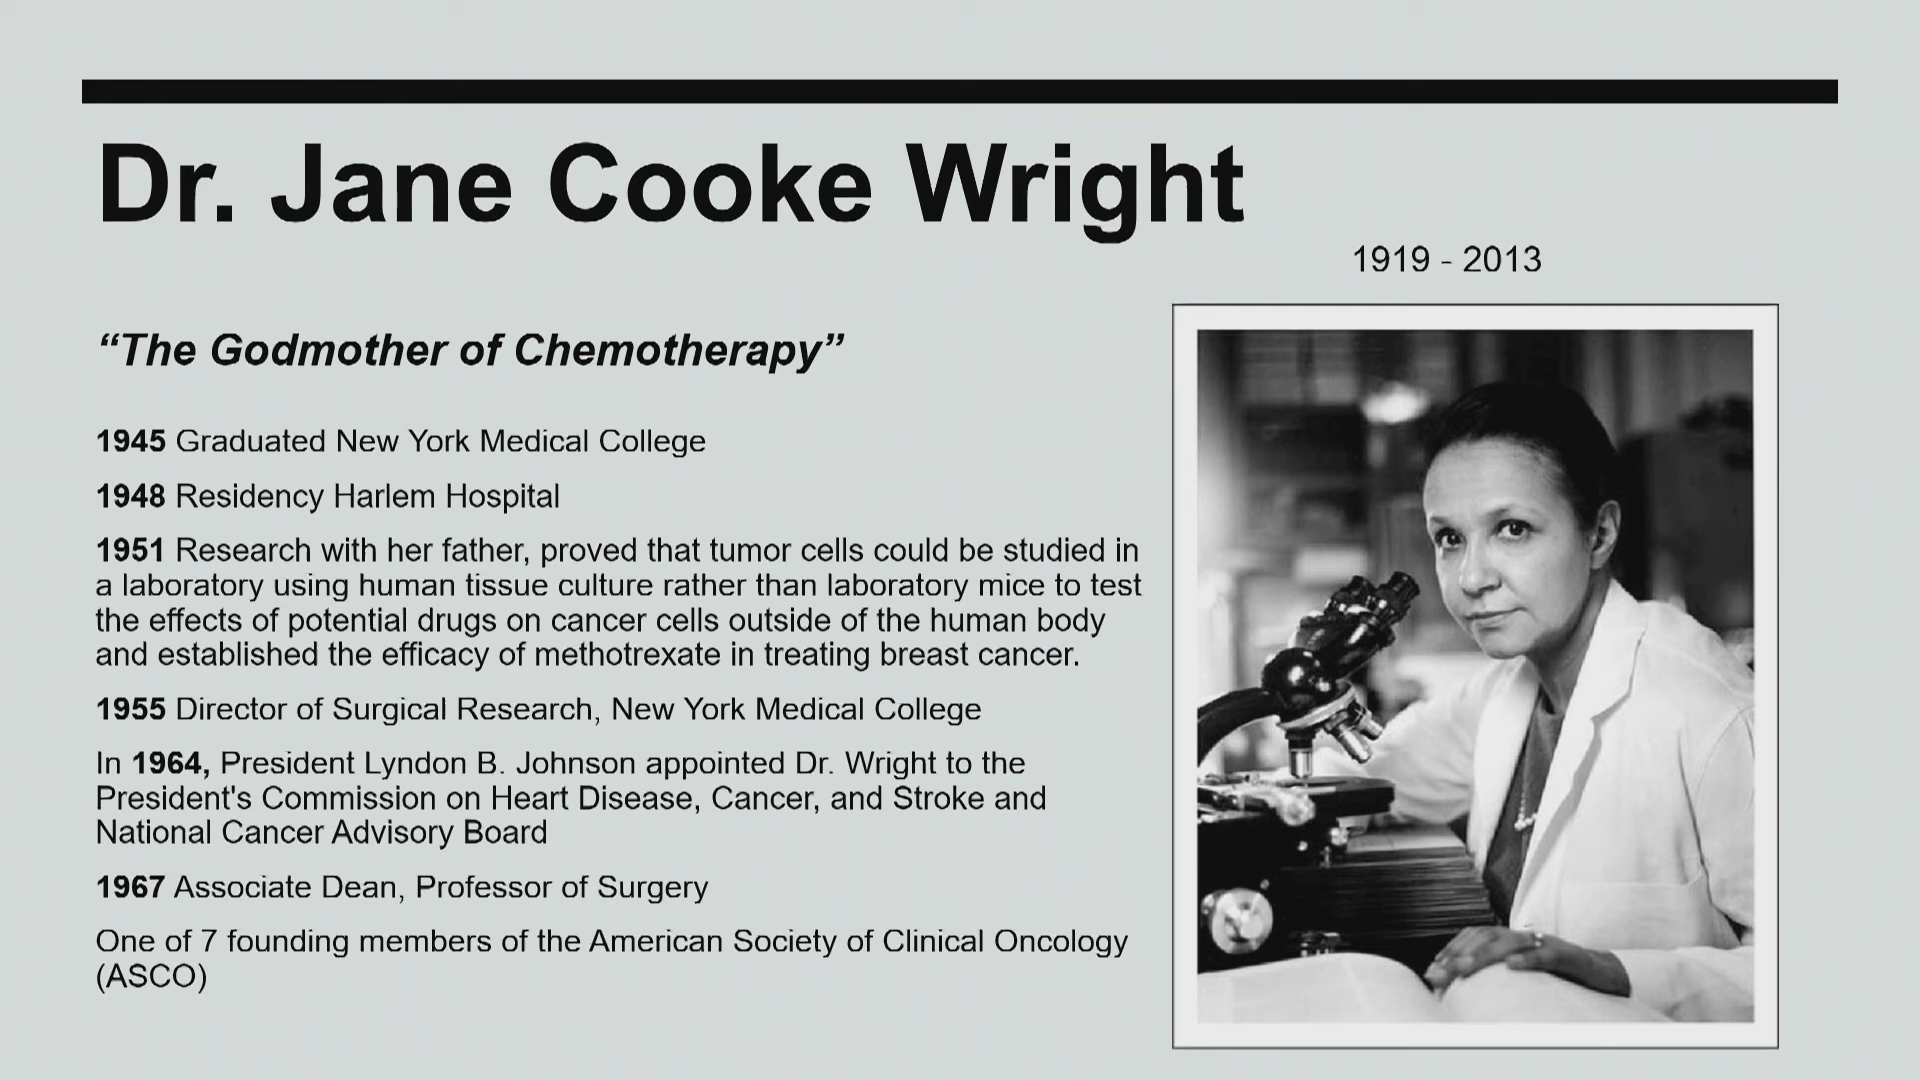 Dr. Jane Cooke Wright
1919 - 2013
“The Godmother of Chemotherapy”
1945 Graduated New York Medical College
1948 Residency Harlem Hospital
1951 Research with her father, proved that tumor cells could be studied in
a laboratory using human tissue culture rather than laboratory mice to test
the effects of potential drugs on cancer cells outside of the human body
and established the efficacy of methotrexate in treating breast cancer.
1955 Director of Surgical Research, New York Medical College
In 1964, President Lyndon B. Johnson appointed Dr. Wright to the
President's Commission on Heart Disease, Cancer, and Stroke and
National Cancer Advisory Board
1967 Associate Dean, Professor of Surgery
One of 7 founding members of the American Society of Clinical Oncology
(ASCO)